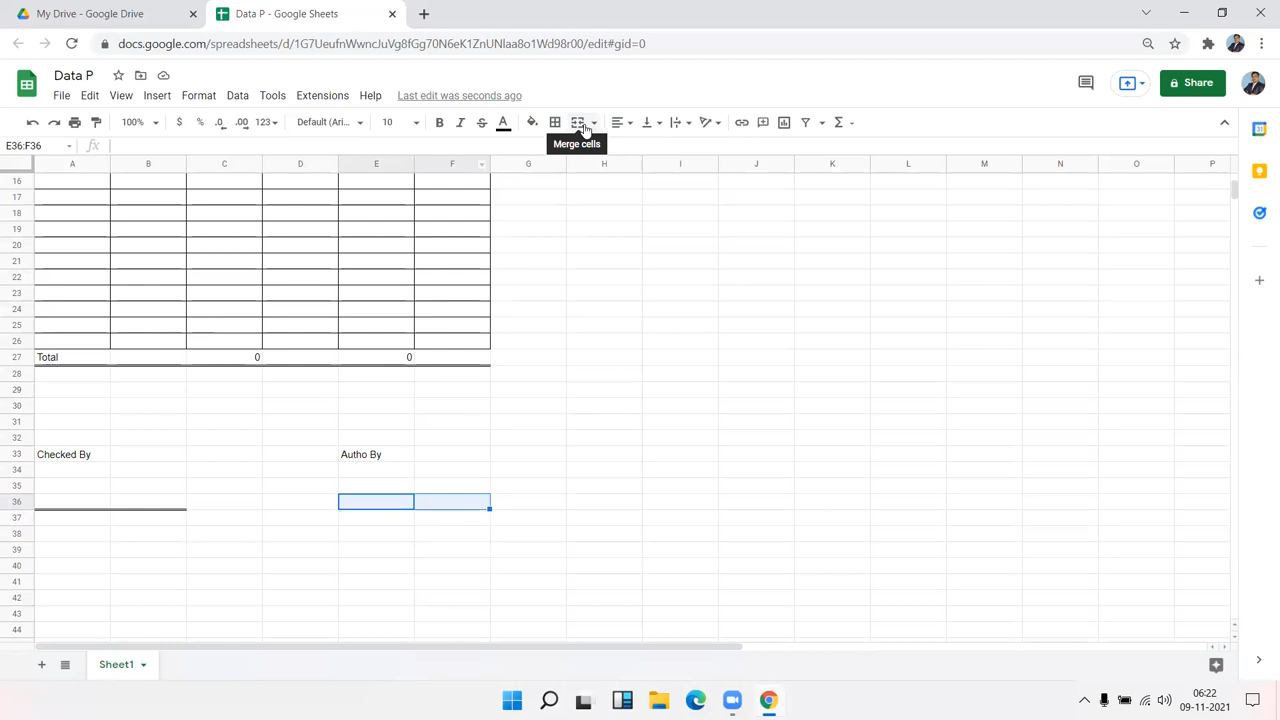 My Drive - Google Drive
Data P - Google Sheets
docs.google.com/spreadsheets/d/1G7UeufnWwncJuVg8fGg70N6eK1ZnUNlaa8o1Wd98r00/edit#gid=0
Data P
File Edit View Insert Format Data Tools Extensions Help Last edit was seconds ago
Share
100% $ % .0 .00 123 Default (Ari... 10 B I S A
Merge cells
E36:F36 fx
A B C D E F G H I J K L M N O P
16
17
18
19
20
21
22
23
24
25
26
27 Total 0 0
28
29
30
31
32
33 Checked By Autho By
34
35
36
37
38
39
40
41
42
43
44
Sheet1
06:22
09-11-2021